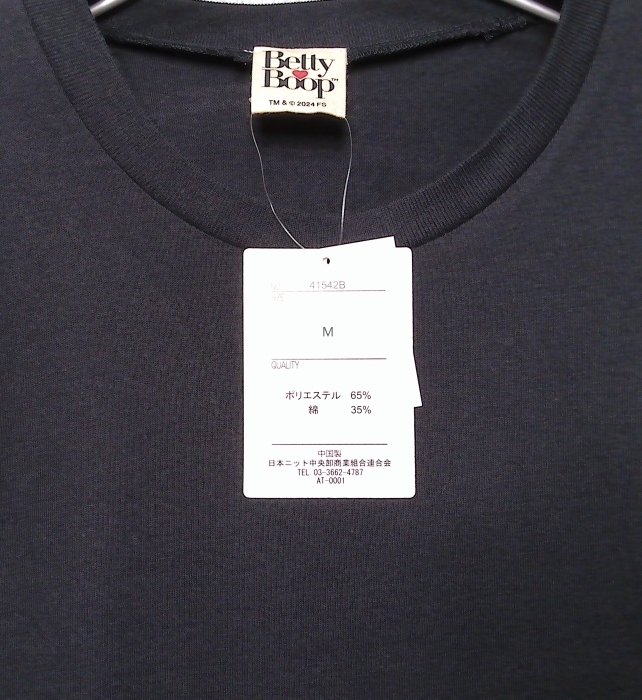 Betty
Boop™
TM & © 2024 FS
41542B
SIZE
M
QUALITY
ポリエステル 65%
綿 35%
中国製
日本ニット中央卸商業組合連合会
TEL 03-3662-4787
AT-0001